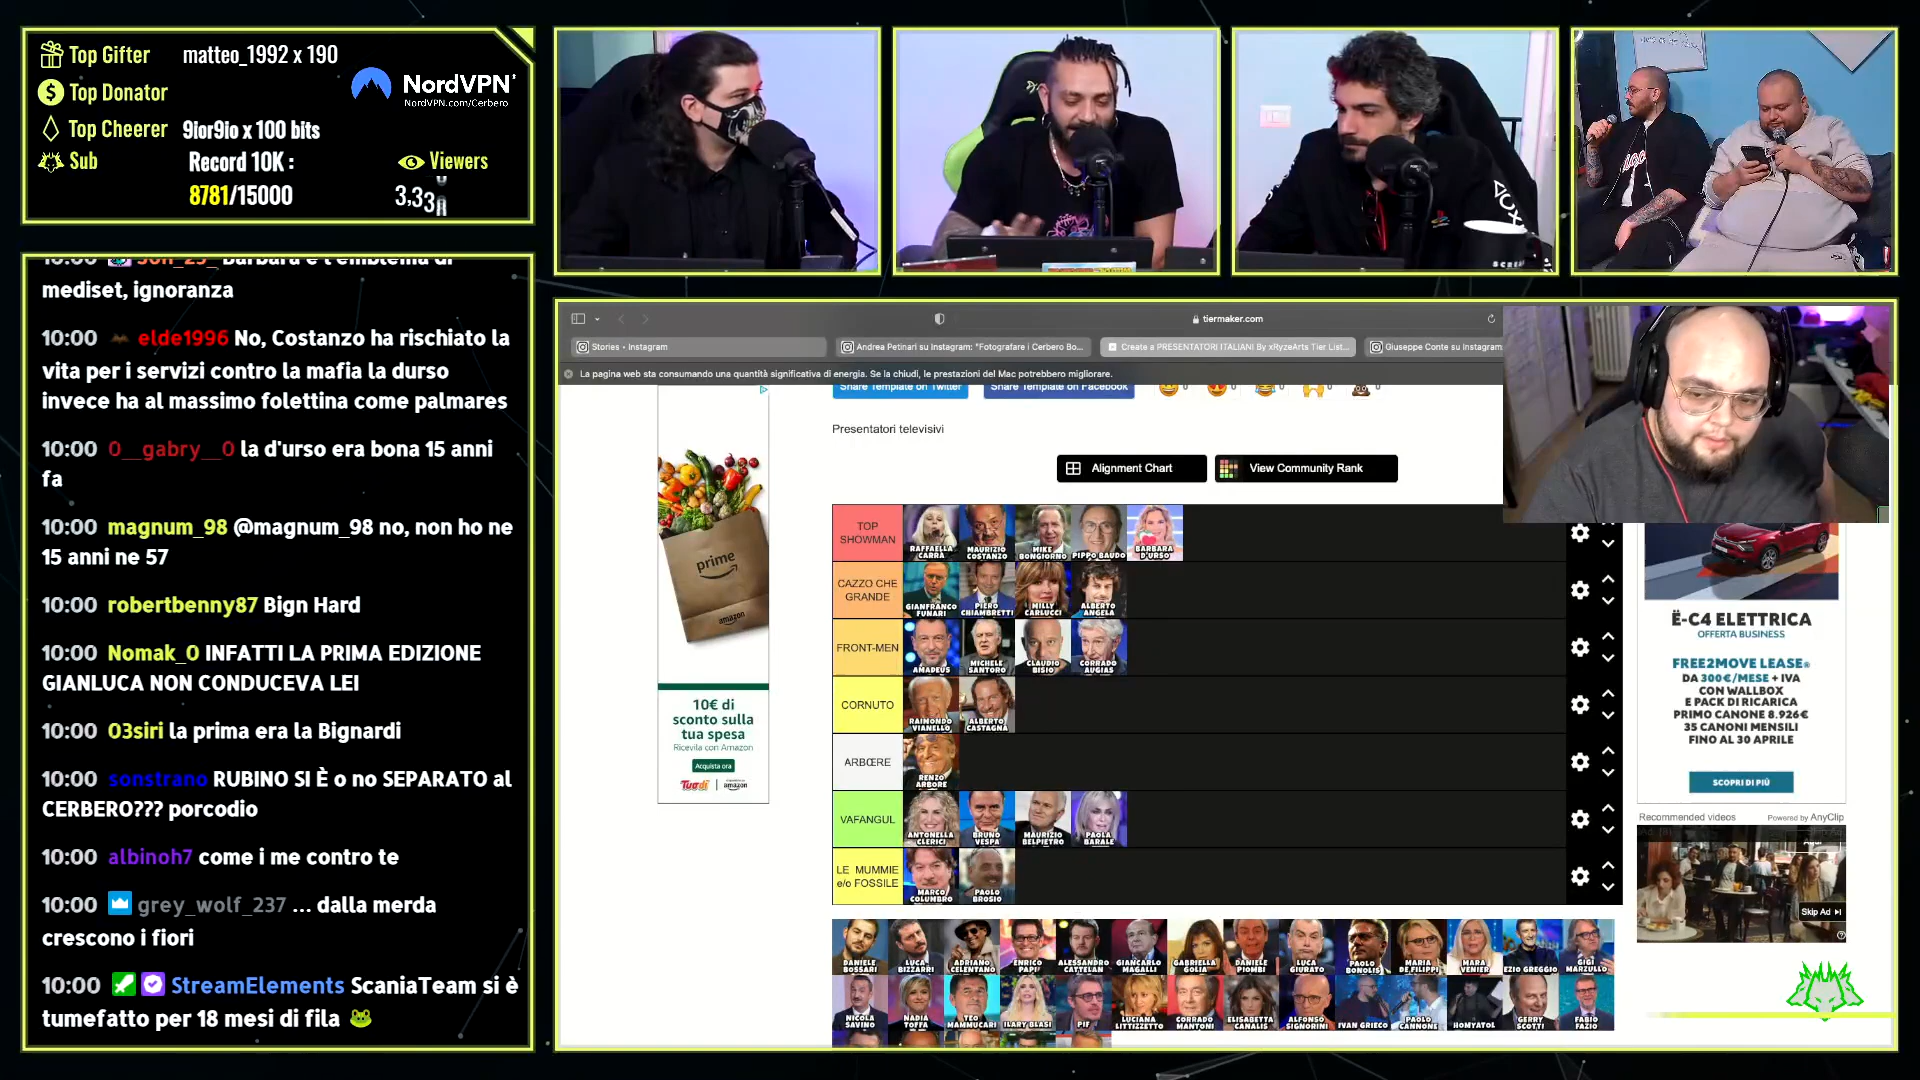 Top Gifter matteo_1992 x 190
Top Donator
Top Cheerer 9lor9lo x 100 bits
Sub Record 10K : Viewers
8781/15000
NordVPN
NordVPN.com/Cerbero
mediset, ignoranza
10:00 elde1996 No, Costanzo ha rischiato la
vita per i servizi contro la mafia la durso
invece ha al massimo folettina come palmares
10:00 0__gabry__0 la d'urso era bona 15 anni
fa
10:00 magnum_98 @magnum_98 no, non ho ne
15 anni ne 57
10:00 robertbenny87 Bign Hard
10:00 Nomak_0 INFATTI LA PRIMA EDIZIONE
GIANLUCA NON CONDUCEVA LEI
10:00 03siri la prima era la Bignardi
10:00 sonstrano RUBINO SI È o no SEPARATO al
CERBERO??? porcodio
10:00 albinoh7 come i me contro te
10:00 grey_wolf_237 ... dalla merda
crescono i fiori
10:00 StreamElements ScaniaTeam si è
tumefatto per 18 mesi di fila
tiermaker.com
Stories • Instagram
Andrea Petinari su Instagram: "Fotografare i Cerbero Bo...
Create a PRESENTATORI ITALIANI By xRyzeArts Tier List...
Giuseppe Conte su Instagram
La pagina web sta consumando una quantità significativa di energia. Se la chiudi, le prestazioni del Mac potrebbero migliorare.
Share Template on Twitter
Share Template on Facebook
Presentatori televisivi
Alignment Chart
View Community Rank
TOP SHOWMAN
RAFFAELLA CARRÀ
MAURIZIO COSTANZO
MIKE BONGIORNO
PIPPO BAUDO
BARBARA D'URSO
CAZZO CHE GRANDE
GIANFRANCO FUNARI
PIERO CHIAMBRETTI
MILLY CARLUCCI
ALBERTO ANGELA
FRONT-MEN
AMADEUS
MICHELE SANTORO
CLAUDIO BISIO
CORRADO AUGIAS
CORNUTO
RAIMONDO VIANELLO
ALBERTO CASTAGNA
ARBŒRE
RENZO ARBORE
VAFANGUL
ANTONELLA CLERICI
BRUNO VESPA
MAURIZIO BELPIETRO
PAOLA BARALE
LE MUMMIE e/o FOSSILE
MARCO COLUMBRO
PAOLO BROSIO
DANIELE BOSSARI
LUCA BIZZARRI
ADRIANO CELENTANO
ENRICO PAPI
ALESSANDRO CATTELAN
GIANCARLO MAGALLI
GABRIELLA GOLIA
DANIELE PIOMBI
LUCA GIURATO
PAOLO BONOLIS
MARIA DE FILIPPI
MARA VENIER
EZIO GREGGIO
GIGI MARZULLO
NICOLA SAVINO
NADIA TOFFA
TEO MAMMUCARI
ILARY BLASI
PIF
LUCIANA LITTIZZETTO
CORRADO MANTONI
ELISABETTA CANALIS
ALFONSO SIGNORINI
IVAN GRIECO
PAOLO CANNONE
HOMYATOL
GERRY SCOTTI
FABIO FAZIO
prime
amazon
10€ di
sconto sulla
tua spesa
Ricevila con Amazon
Acquista ora
Tuodì amazon
Ë-C4 ELETTRICA
OFFERTA BUSINESS
FREE2MOVE LEASE
DA 300€/MESE + IVA
CON WALLBOX
E PACK DI RICARICA
PRIMO CANONE 8.926€
35 CANONI MENSILI
FINO AL 30 APRILE
SCOPRI DI PIÙ
Recommended videos Powered by AnyClip
Skip Ad